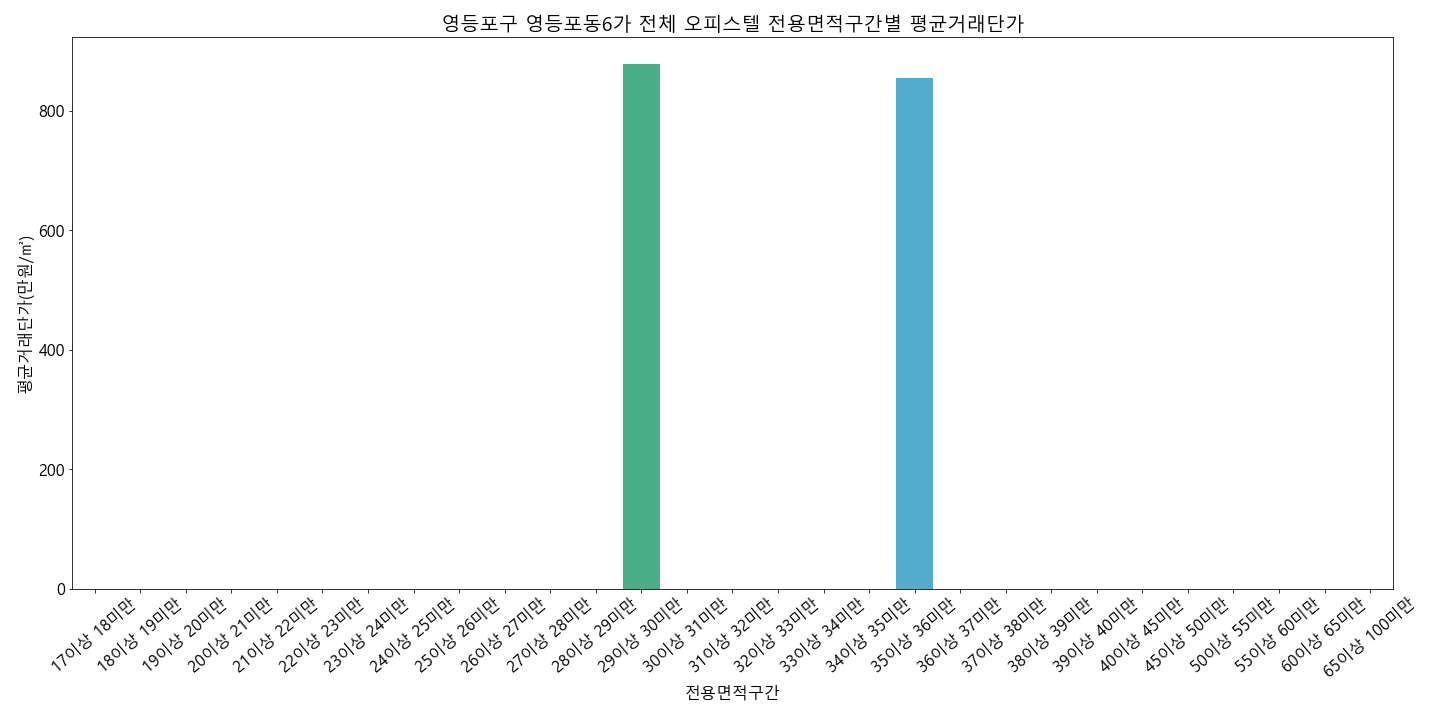 영등포구 영등포동6가 전체 오피스텔 전용면적구간별 평균거래단가
평균거래단가(만원/㎡)
800
600
400
200
0
17이상 18미만
18이상 19미만
19이상 20미만
20이상 21미만
21이상 22미만
22이상 23미만
23이상 24미만
24이상 25미만
25이상 26미만
26이상 27미만
27이상 28미만
28이상 29미만
29이상 30미만
30이상 31미만
31이상 32미만
32이상 33미만
33이상 34미만
34이상 35미만
35이상 36미만
36이상 37미만
37이상 38미만
38이상 39미만
39이상 40미만
40이상 45미만
45이상 50미만
50이상 55미만
55이상 60미만
60이상 65미만
65이상 100미만
전용면적구간